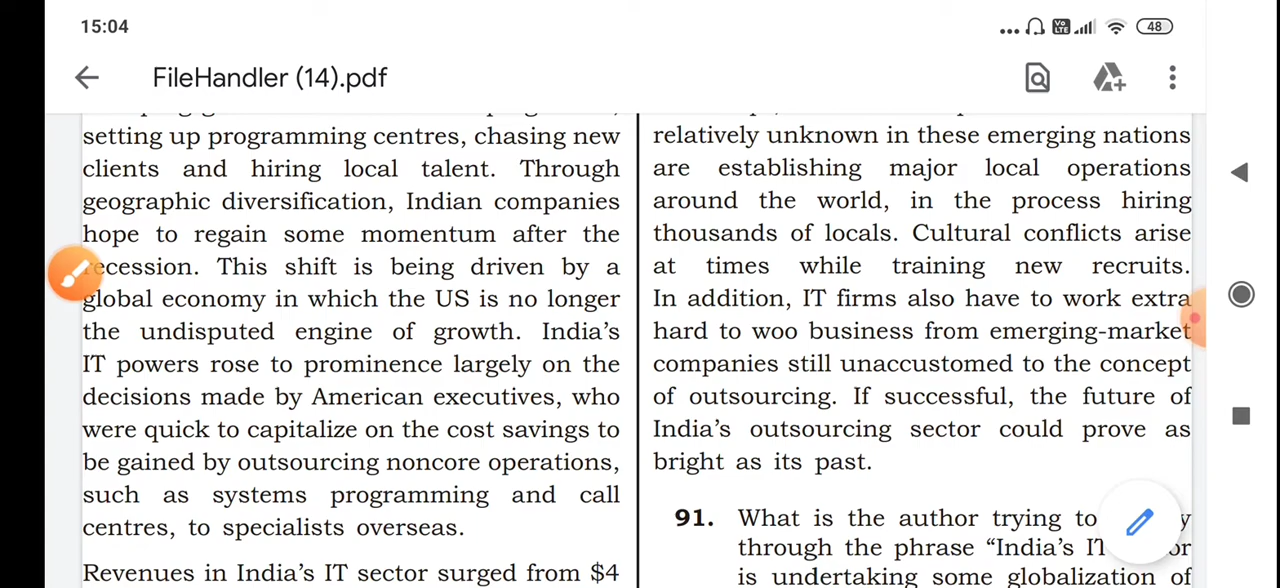 15:04
48
FileHandler (14).pdf
setting up programming centres, chasing new
clients and hiring local talent. Through
geographic diversification, Indian companies
hope to regain some momentum after the
recession. This shift is being driven by a
global economy in which the US is no longer
the undisputed engine of growth. India's
IT powers rose to prominence largely on the
decisions made by American executives, who
were quick to capitalize on the cost savings to
be gained by outsourcing noncore operations,
such as systems programming and call
centres, to specialists overseas.
Revenues in India's IT sector surged from $4
relatively unknown in these emerging nations
are establishing major local operations
around the world, in the process hiring
thousands of locals. Cultural conflicts arise
at times while training new recruits.
In addition, IT firms also have to work extra
hard to woo business from emerging-market
companies still unaccustomed to the concept
of outsourcing. If successful, the future of
India's outsourcing sector could prove as
bright as its past.
91. What is the author trying to
through the phrase "India's IT
is undertaking some globalization of